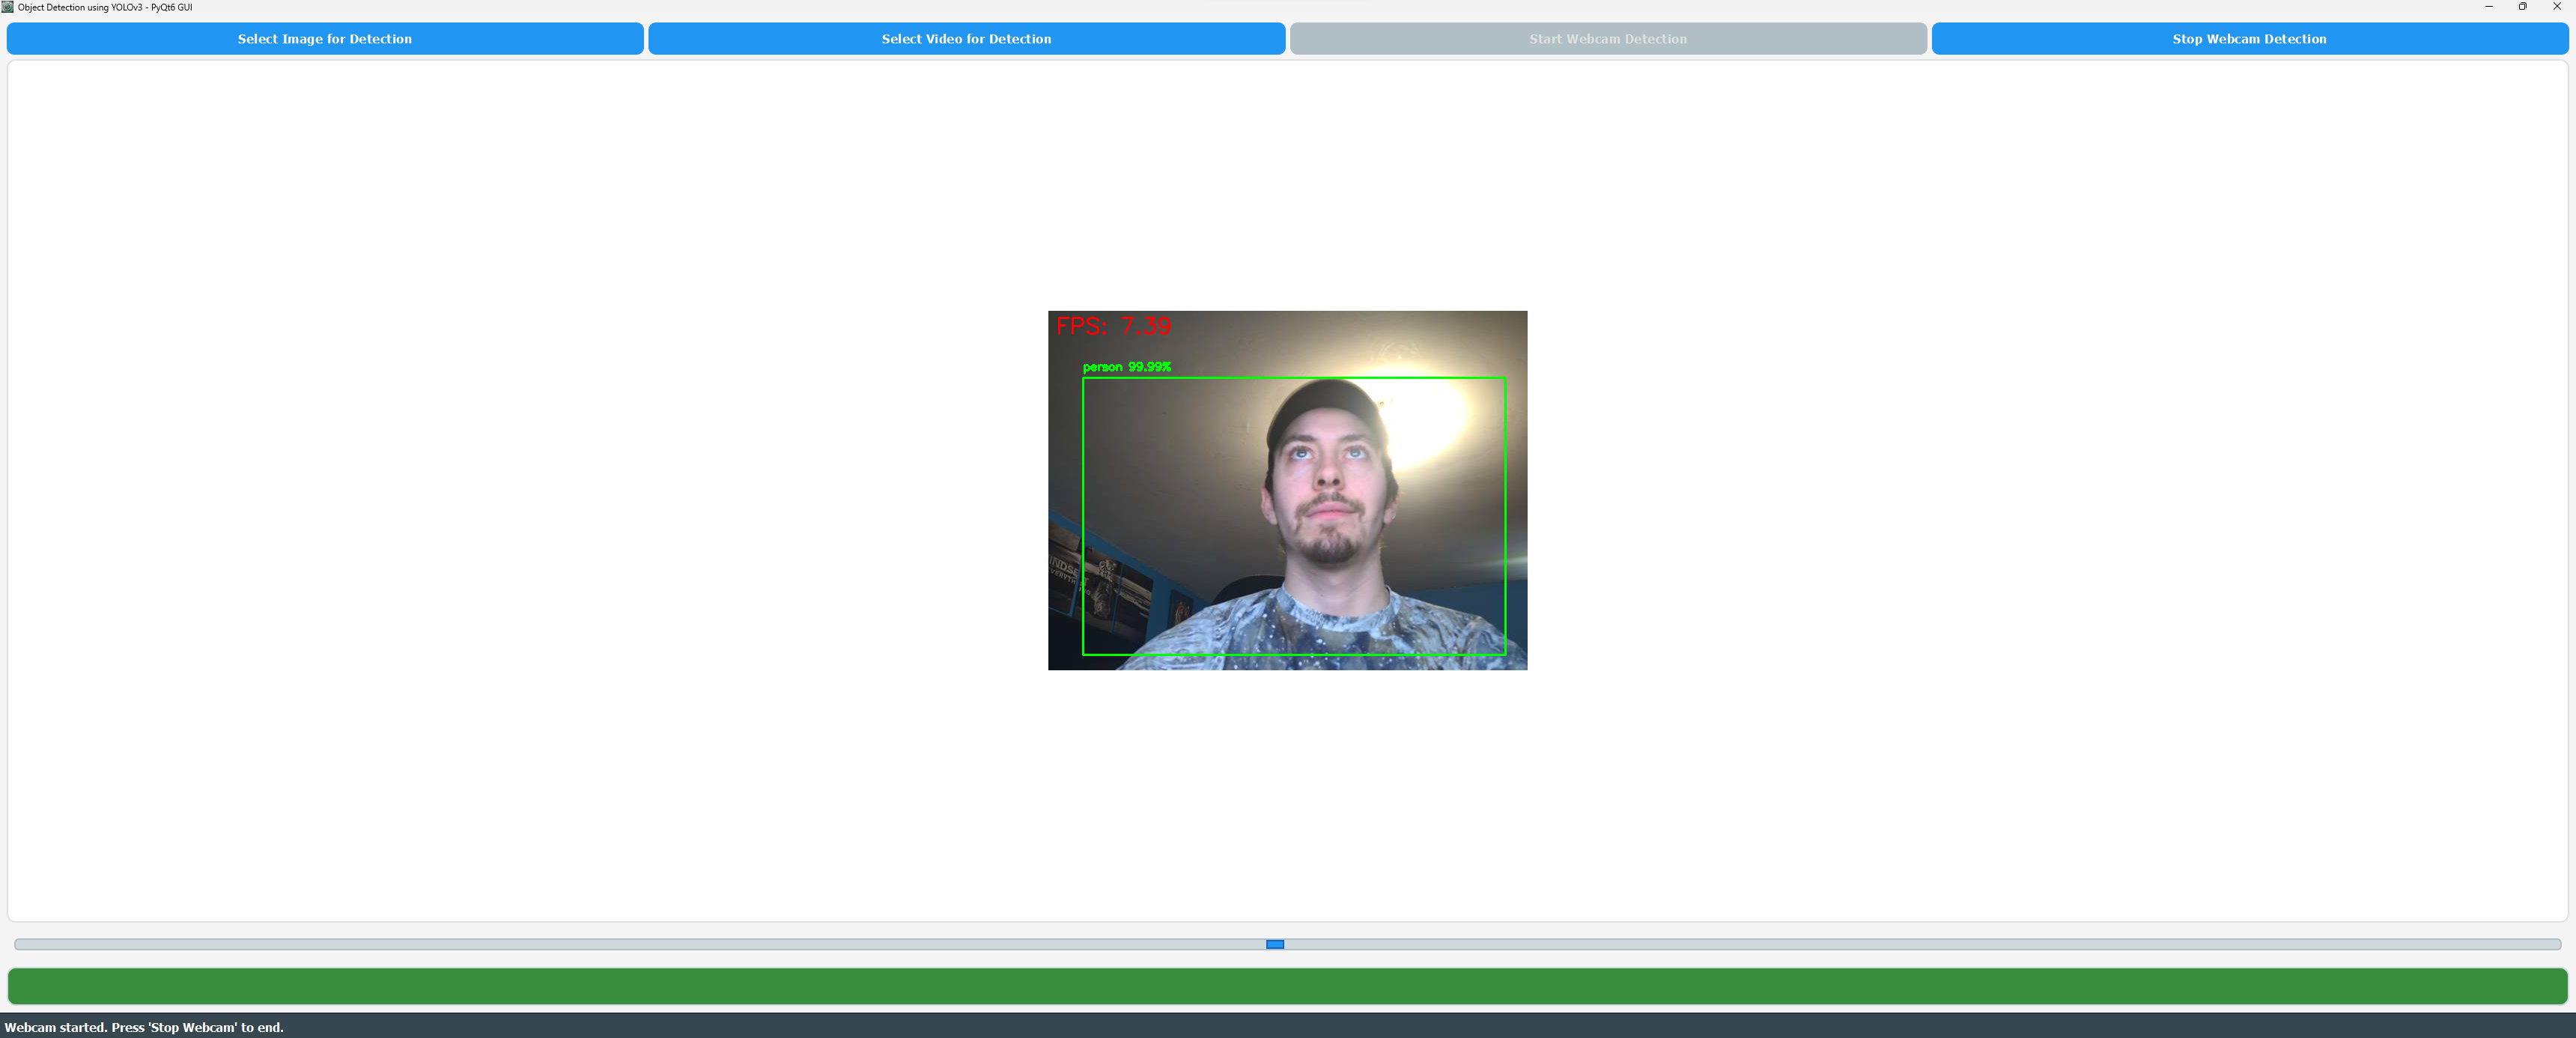 Object Detection using YOLOv3 - PyQt6 GUI
Select Image for Detection
Select Video for Detection
Start Webcam Detection
Stop Webcam Detection
FPS: 7.39
person 99.99%
Webcam started. Press 'Stop Webcam' to end.